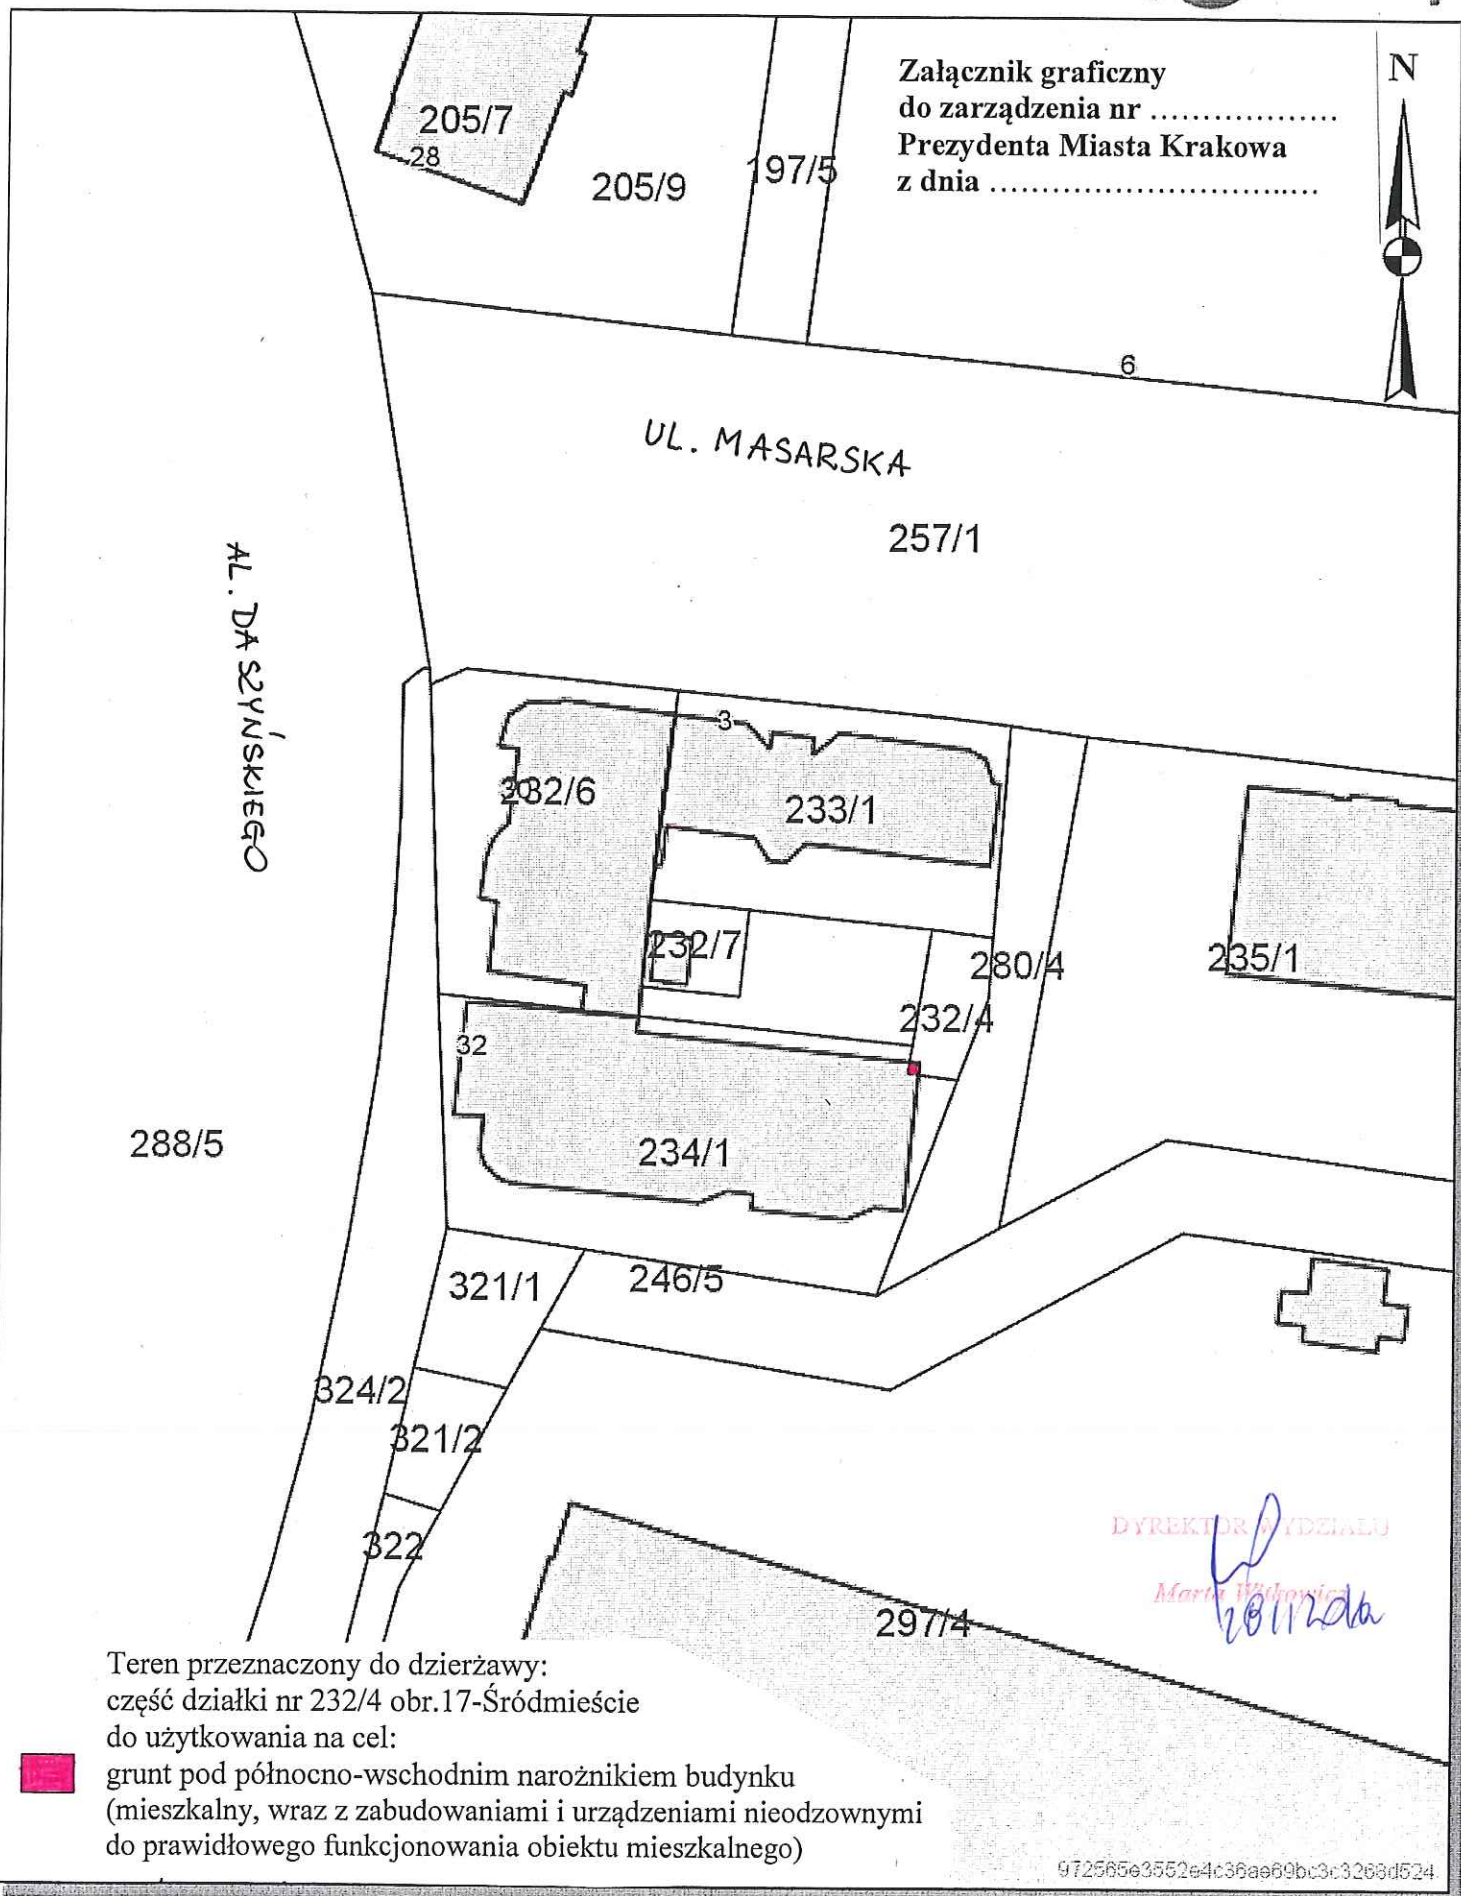 Załącznik graficzny
do zarządzenia nr ..................
Prezydenta Miasta Krakowa
z dnia ................................
N
205/7
28
205/9
197/5
6
UL. MASARSKA
257/1
AL. DASZYŃSKIEGO
3
232/6
30
233/1
232/7
280/4
235/1
232/4
32
288/5
234/1
321/1
246/5
324/2
321/2
322
297/4
DYREKTOR WYDZIAŁU
Marta Witkowicz
Teren przeznaczony do dzierżawy:
część działki nr 232/4 obr.17-Śródmieście
do użytkowania na cel:
grunt pod północno-wschodnim narożnikiem budynku
(mieszkalny, wraz z zabudowaniami i urządzeniami nieodzownymi
do prawidłowego funkcjonowania obiektu mieszkalnego)
972565e3552e4c36ae69bc3c3268d524